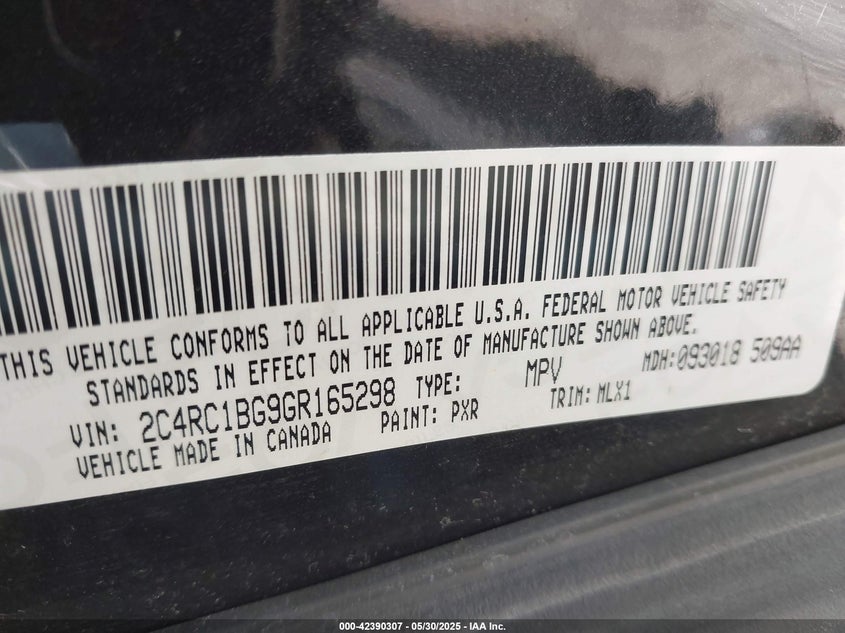 THIS VEHICLE CONFORMS TO ALL APPLICABLE U.S.A. FEDERAL MOTOR VEHICLE SAFETY
STANDARDS IN EFFECT ON THE DATE OF MANUFACTURE SHOWN ABOVE.
VIN: 2C4RC1BG9GR165298 TYPE: MPV MDH:093018 509AA
VEHICLE MADE IN CANADA PAINT: PXR TRIM: MLX1
000-42390307 / 05/30/2025 - IAA Inc.